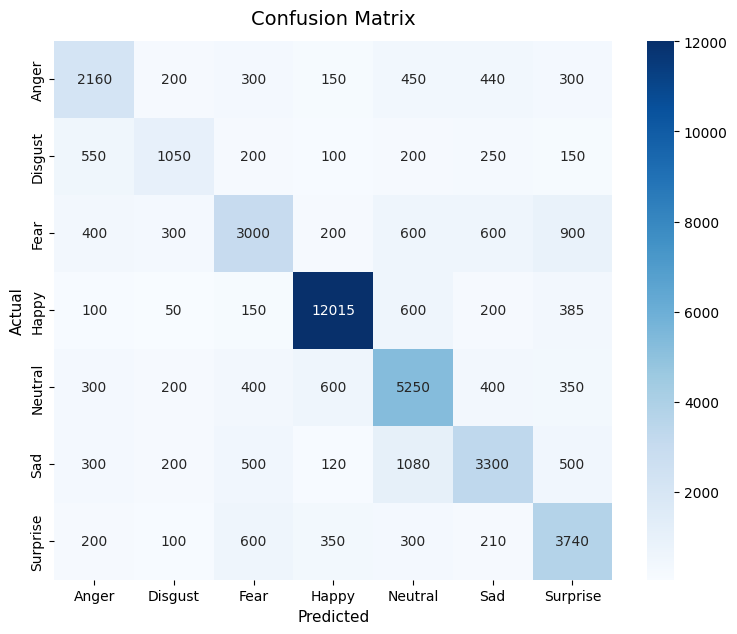 Confusion Matrix
Anger 2160 200 300 150 450 440 300
Disgust 550 1050 200 100 200 250 150
Fear 400 300 3000 200 600 600 900
Happy 100 50 150 12015 600 200 385
Neutral 300 200 400 600 5250 400 350
Sad 300 200 500 120 1080 3300 500
Surprise 200 100 600 350 300 210 3740
Anger Disgust Fear Happy Neutral Sad Surprise
Predicted
Actual
12000
10000
8000
6000
4000
2000